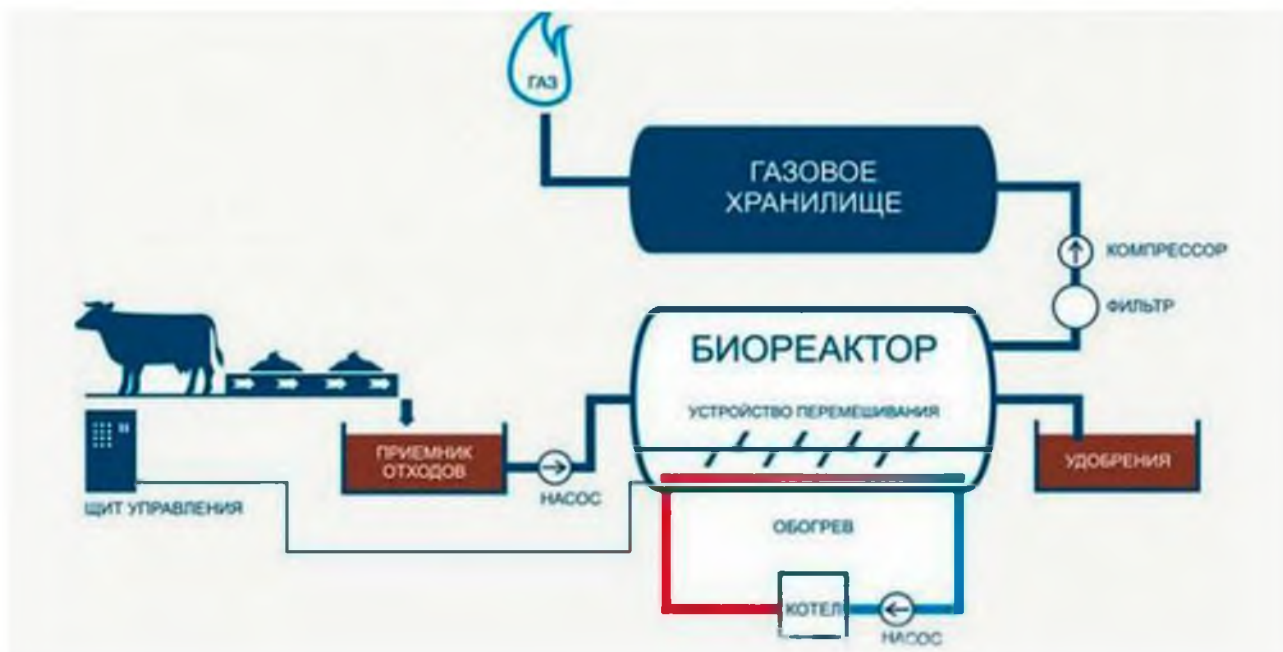 ГАЗ
ГАЗОВОЕ
ХРАНИЛИЩЕ
КОМПРЕССОР
ФИЛЬТР
БИОРЕАКТОР
УСТРОЙСТВО ПЕРЕМЕШИВАНИЯ
ПРИЕМНИК
ОТХОДОВ
УДОБРЕНИЯ
НАСОС
ЩИТ УПРАВЛЕНИЯ
ОБОГРЕВ
КОТЕЛ
НАСОС